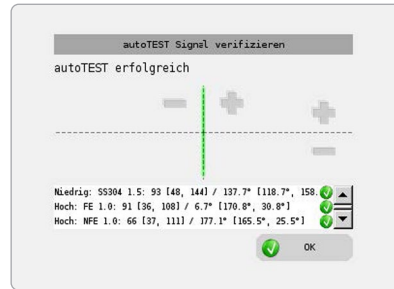 autoTEST Signal verifizieren
autoTEST erfolgreich
Niedrig: SS304 1.5: 93 [48, 144] / 137.7° [118.7°, 158.
Hoch: FE 1.0: 91 [36, 108] / 6.7° [170.8°, 30.8°]
Hoch: NFE 1.0: 66 [37, 111] / 177.1° [165.5°, 25.5°]
OK